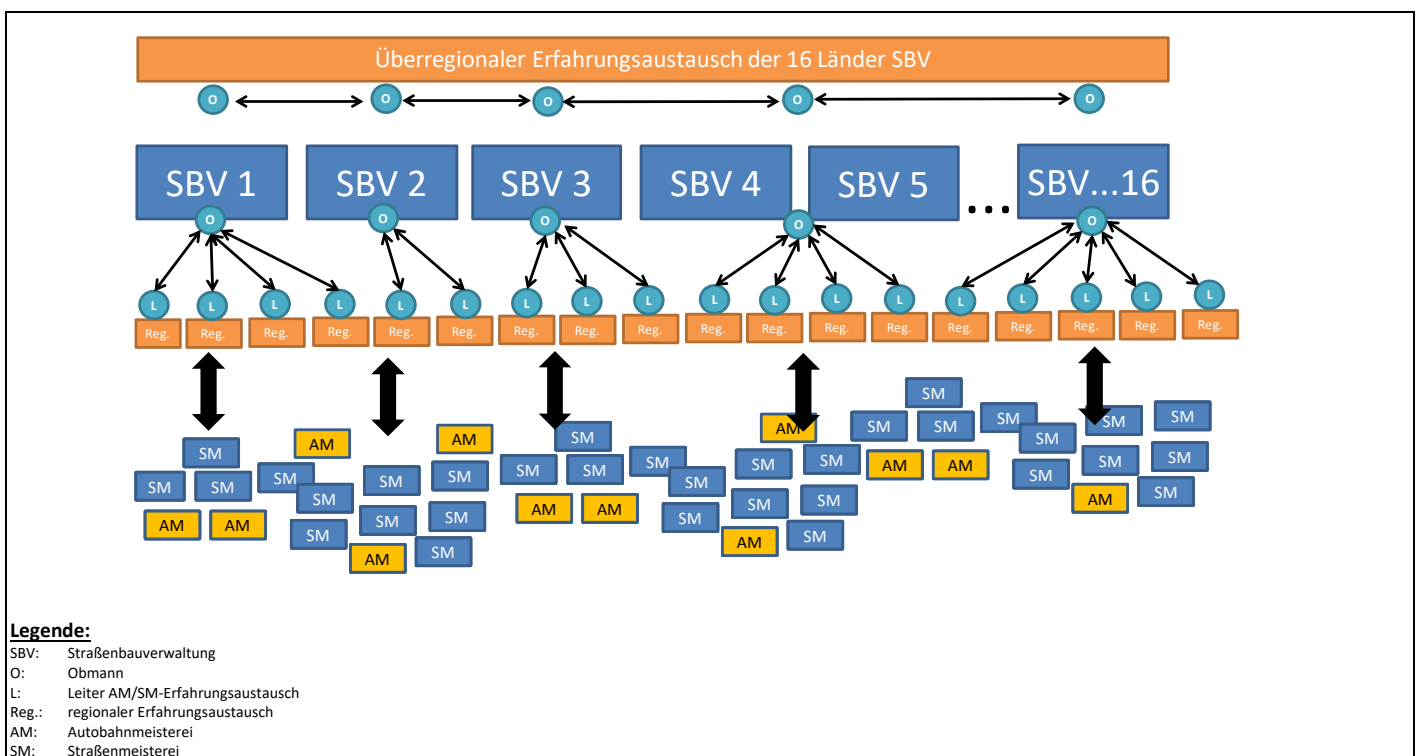 Überregionaler Erfahrungsaustausch der 16 Länder SBV
O O O O O
SBV 1 SBV 2 SBV 3 SBV 4 SBV 5 ... SBV...16
O O O O O
L L L L L L L L L L L L L L L L L L
Reg. Reg. Reg. Reg. Reg. Reg. Reg. Reg. Reg. Reg. Reg. Reg. Reg. Reg. Reg. Reg. Reg. Reg.
SM
AM SM SM SM SM SM
AM AM SM SM
SM SM SM SM SM SM AM AM SM SM
SM SM SM SM SM
SM SM SM AM AM SM SM AM SM
AM AM SM SM SM
SM AM SM
AM SM
Legende:
SBV: Straßenbauverwaltung
O: Obmann
L: Leiter AM/SM-Erfahrungsaustausch
Reg.: regionaler Erfahrungsaustausch
AM: Autobahnmeisterei
SM: Straßenmeisterei